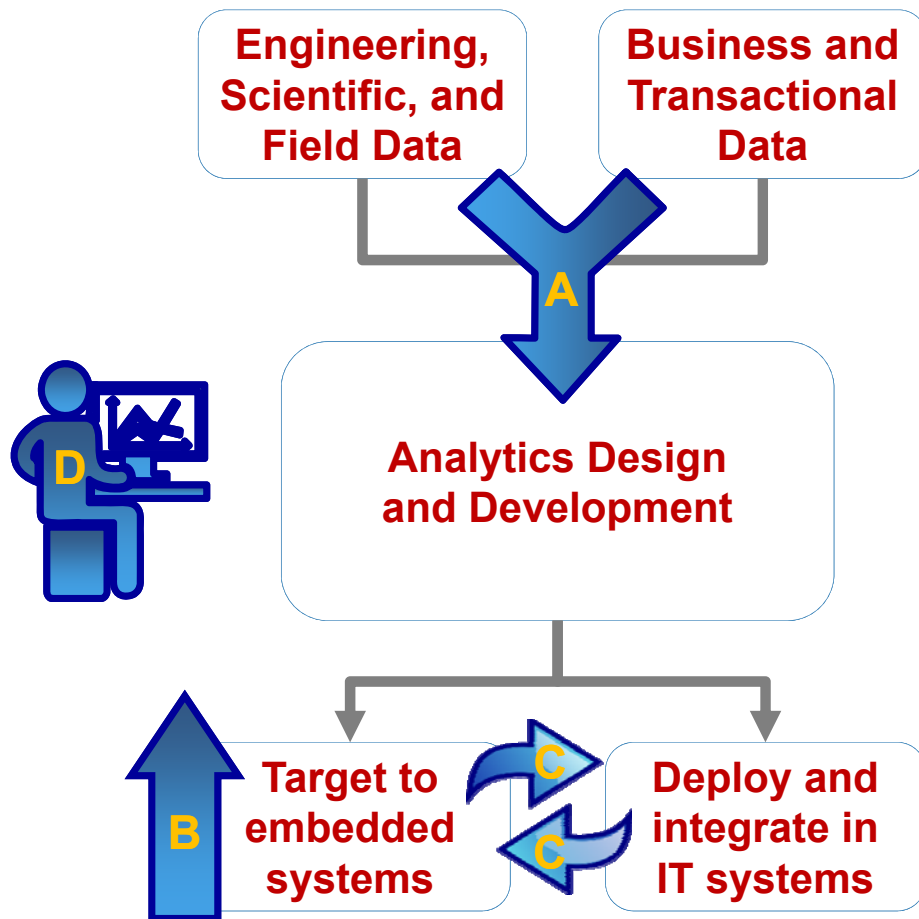 Engineering,
Scientific, and
Field Data
Business and
Transactional
Data
A
Analytics Design
and Development
D
B
Target to
embedded
systems
C
C
Deploy and
integrate in
IT systems